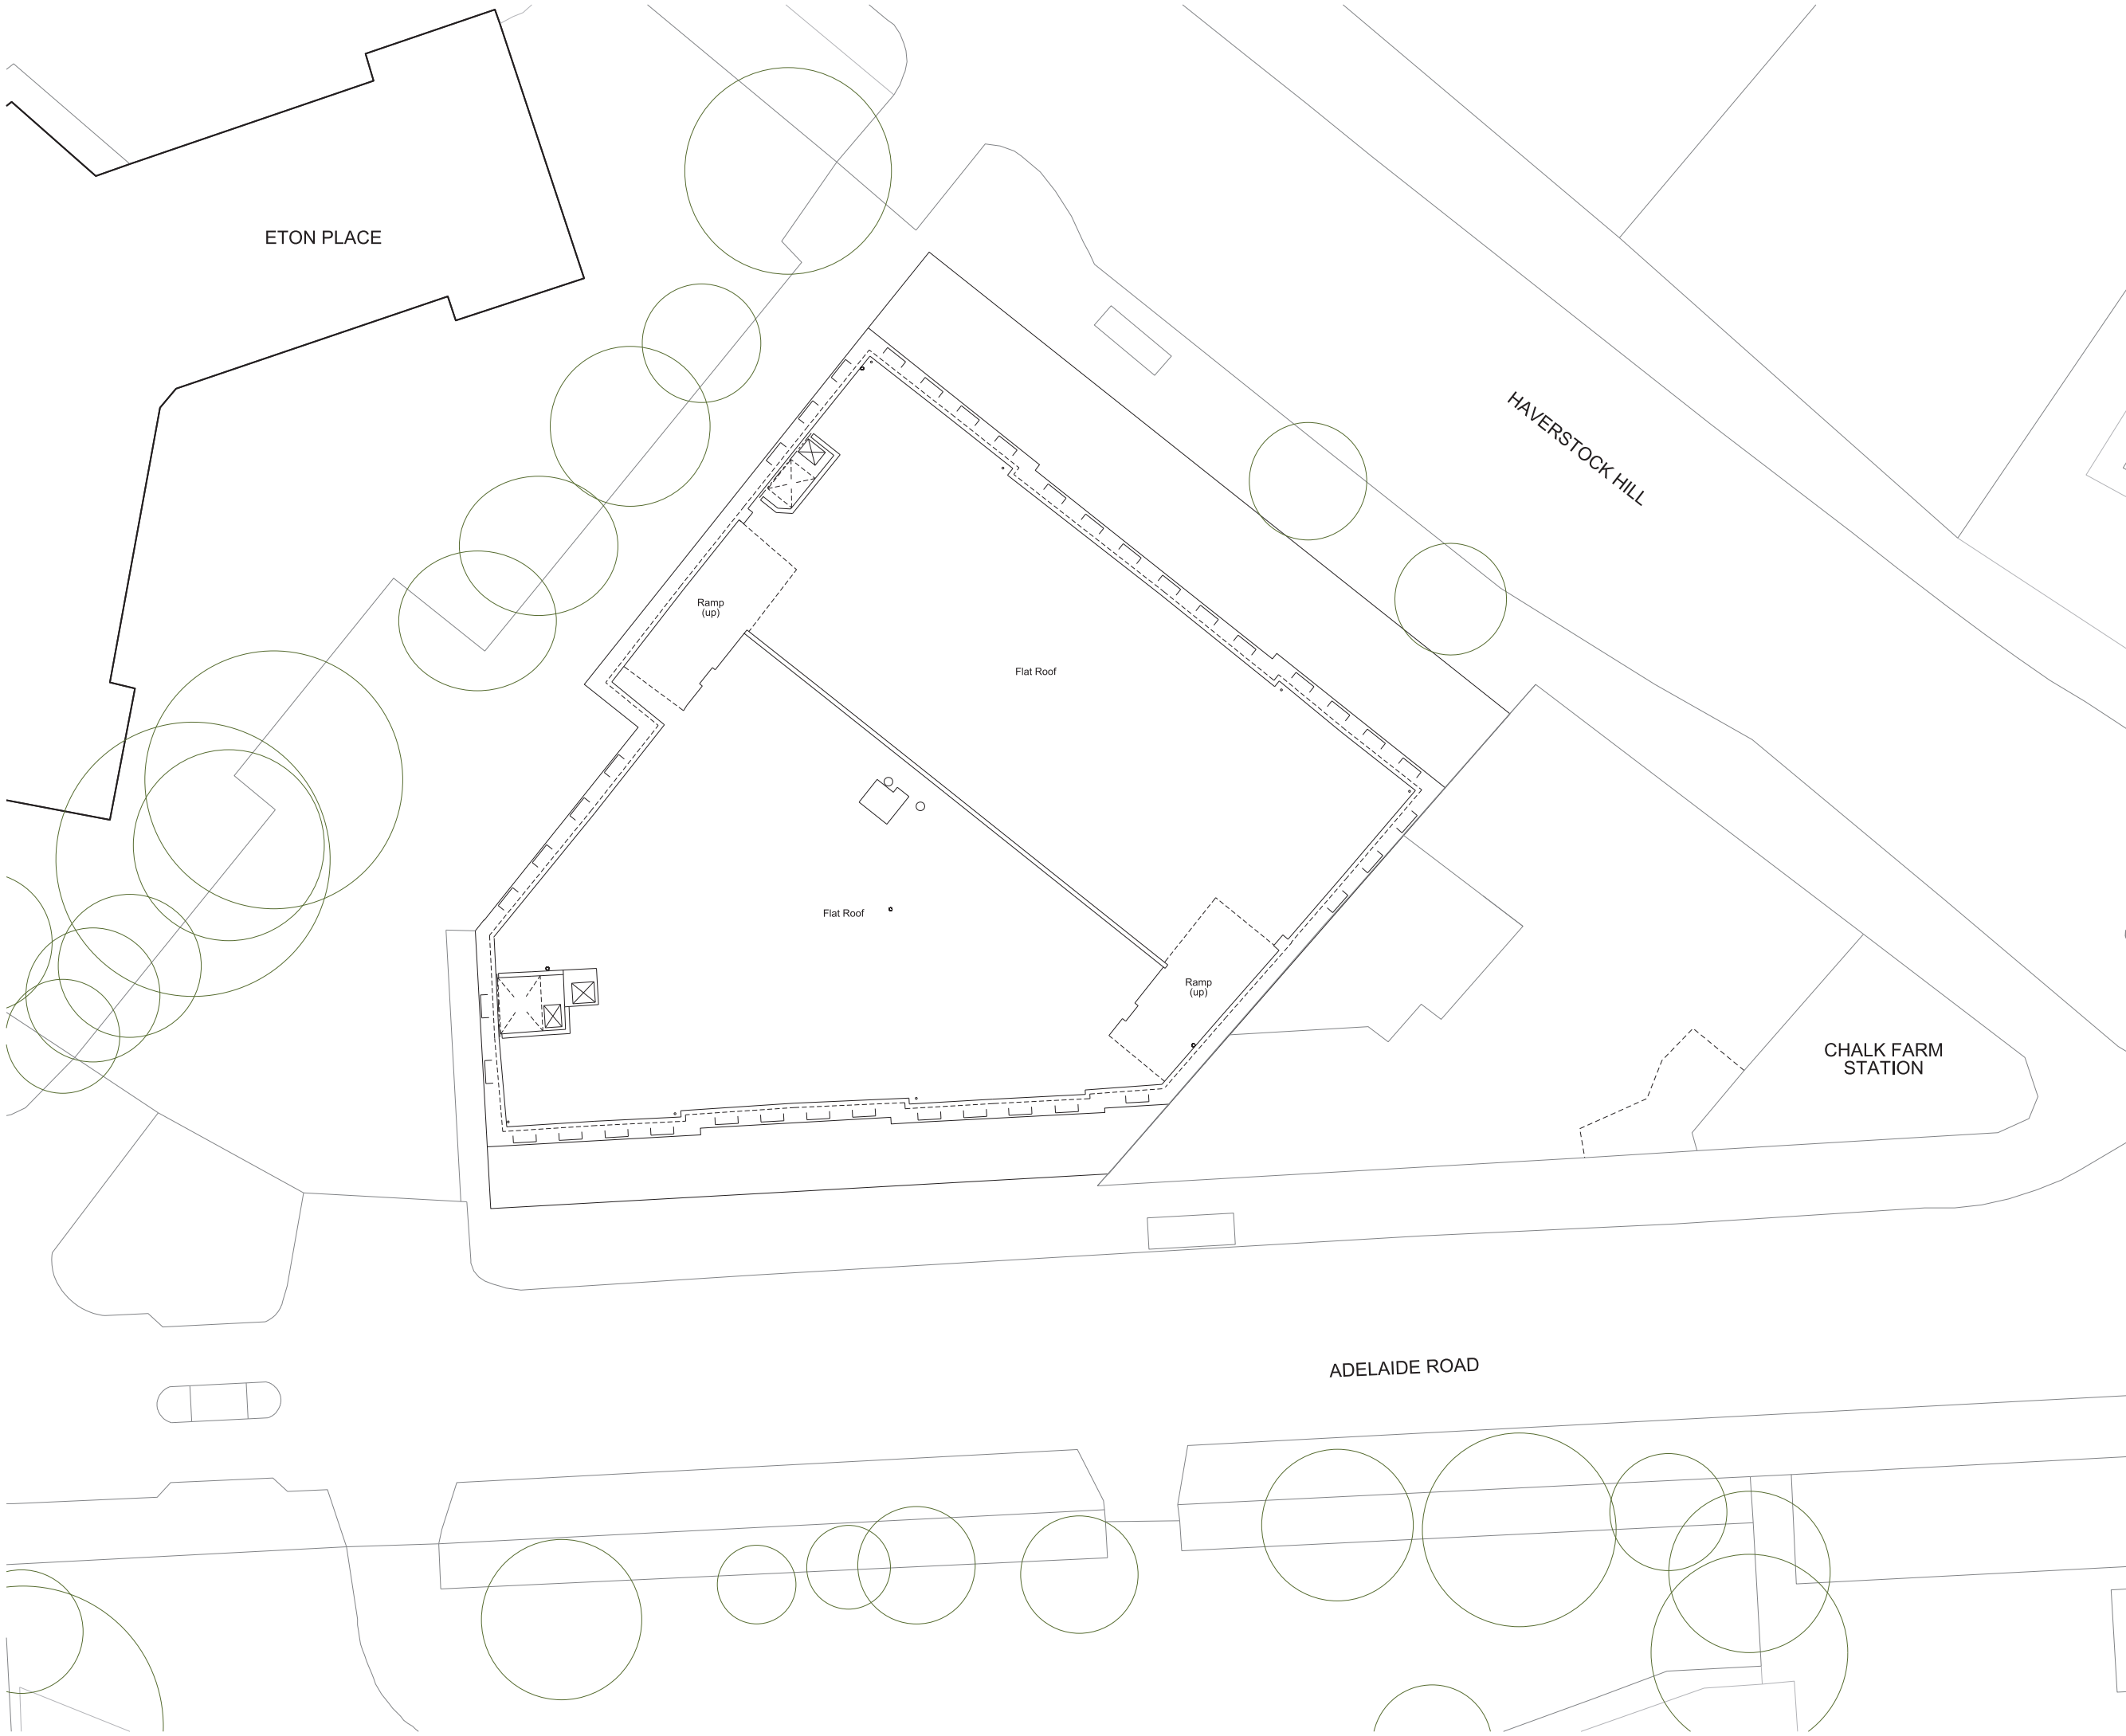 ETON PLACE
HAVERSTOCK HILL
Ramp
(up)
Flat Roof
Flat Roof
Ramp
(up)
CHALK FARM
STATION
ADELAIDE ROAD